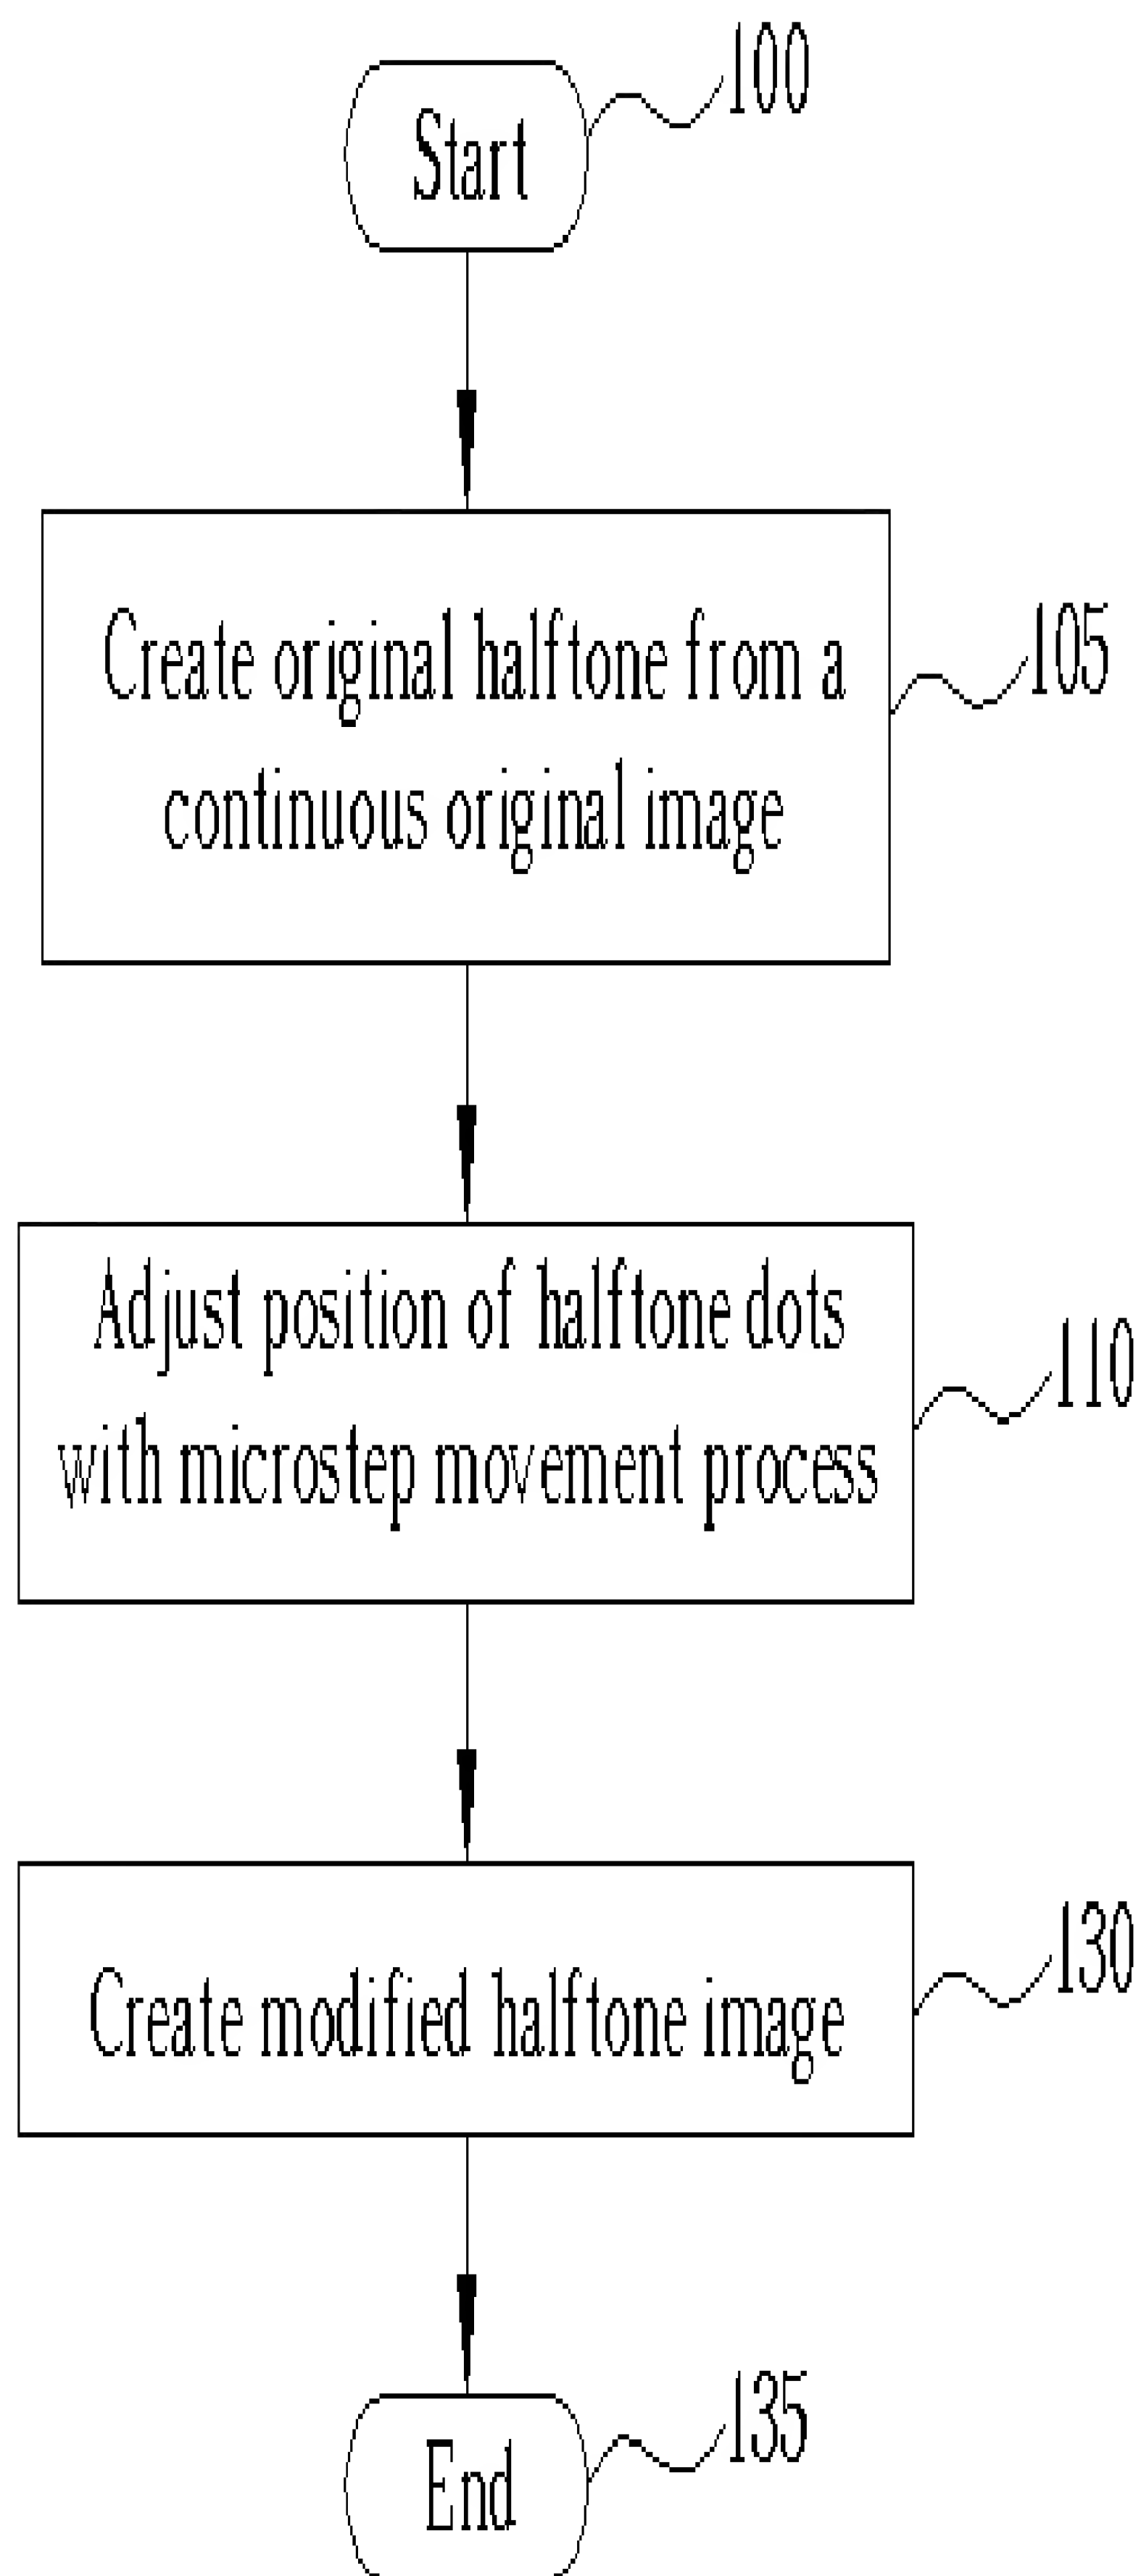 100
Start
Create original halftone from a
continuous original image
105
Adjust position of halftone dots
with microstep movement process
110
Create modified halftone image
130
End
135